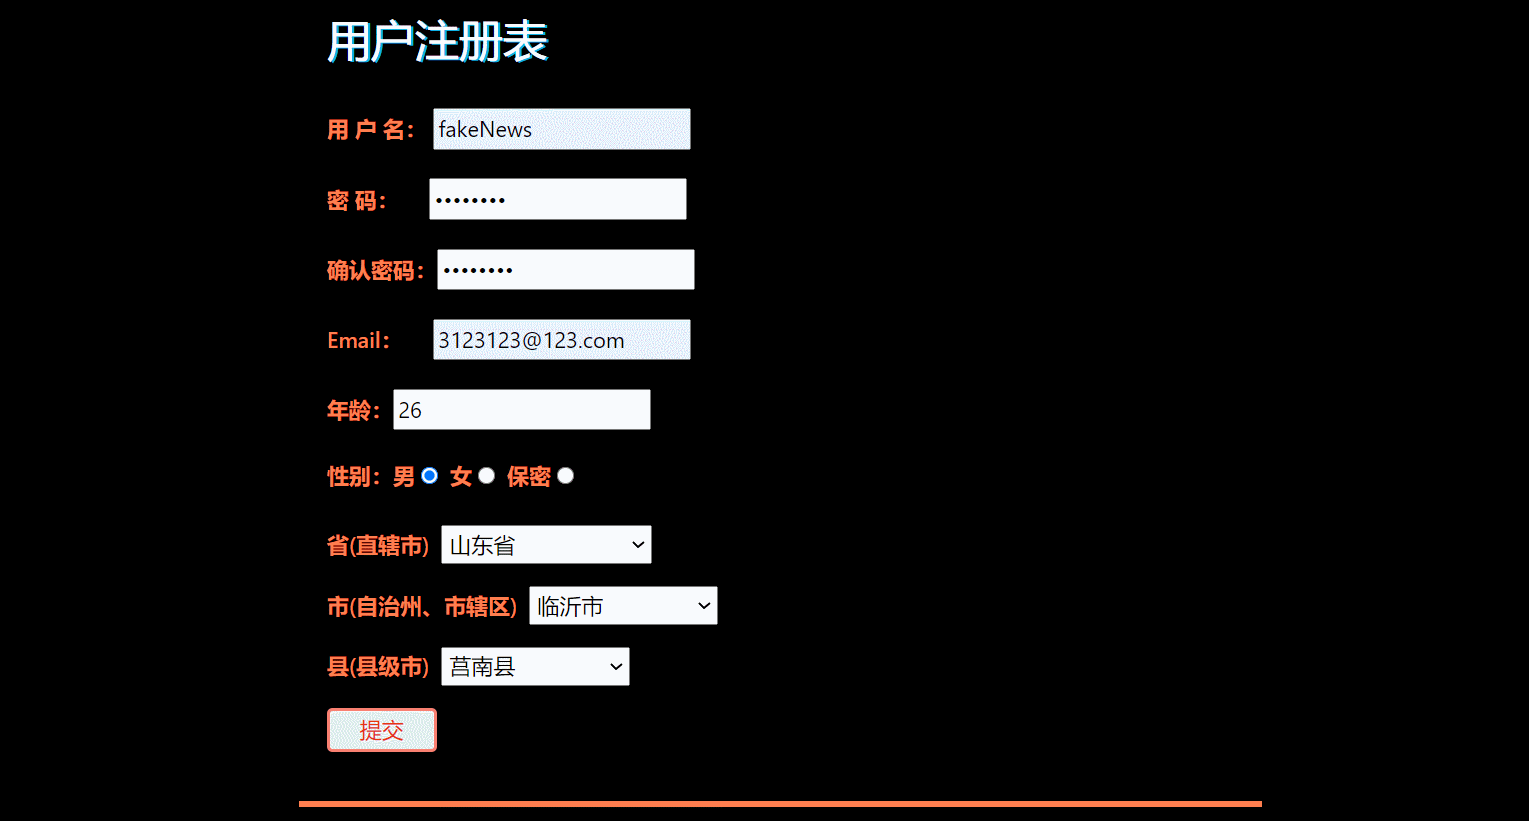 用户注册表
用 户 名： fakeNews
密 码： ••••••••
确认密码： ••••••••
Email： 3123123@123.com
年龄： 26
性别：男 女 保密
省(直辖市) 山东省
市(自治州、市辖区) 临沂市
县(县级市) 莒南县
提交